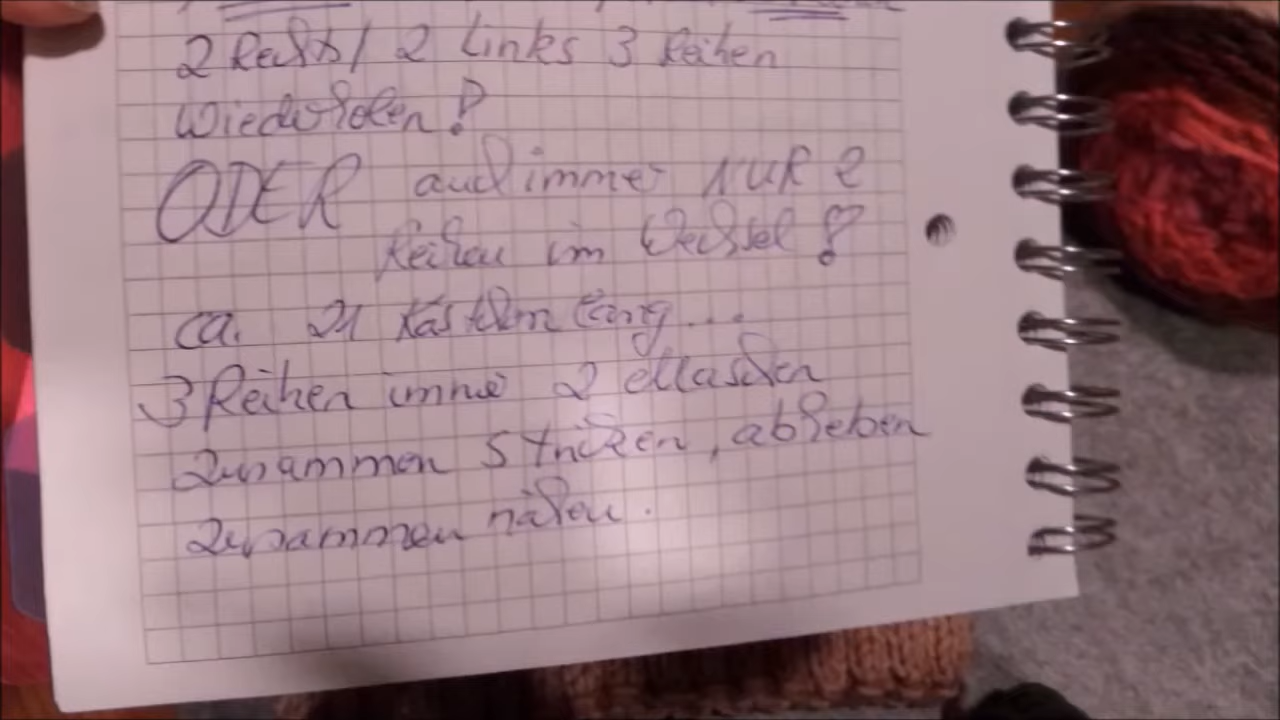 2 Rechts/ 2 Links 3 Reihen
wiederholen!
ODER auch immer NUR 2
Reihen im Wechsel!
ca. 21 Kästchen lang...
3 Reihen immer 2 Maschen
zusammen stricken, abheben
zusammen nähen.